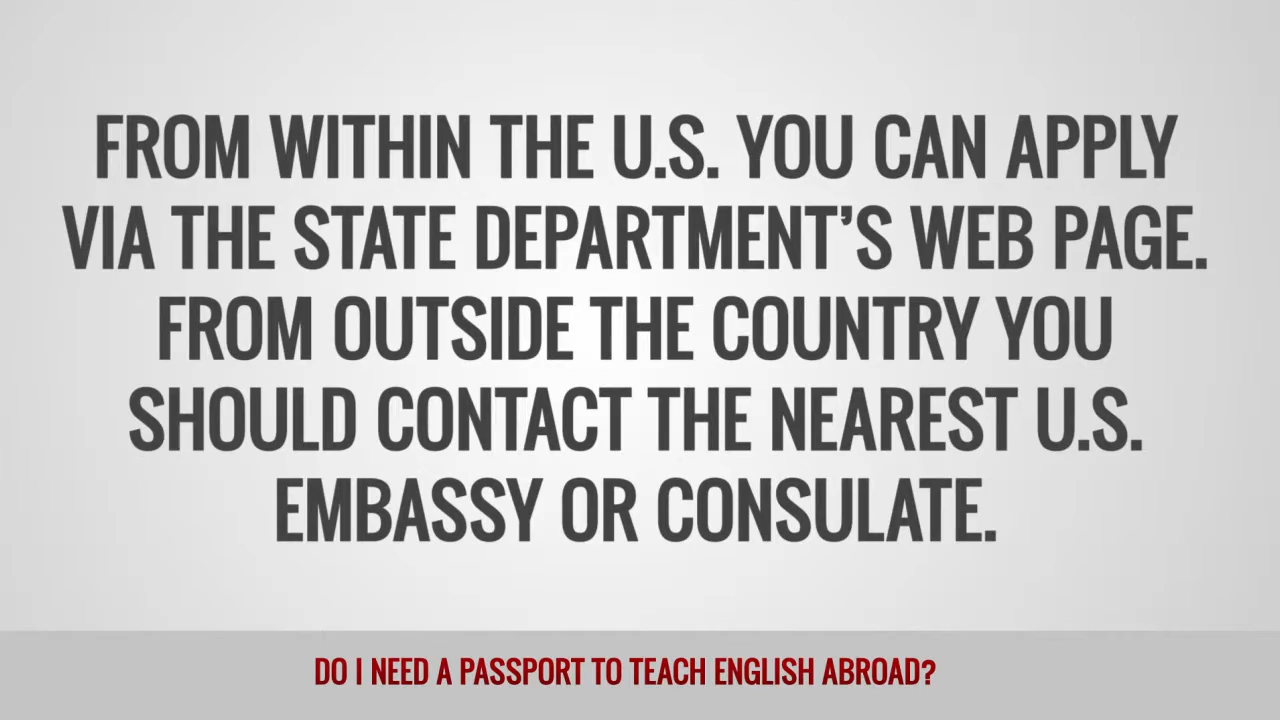 FROM WITHIN THE U.S. YOU CAN APPLY
VIA THE STATE DEPARTMENT’S WEB PAGE.
FROM OUTSIDE THE COUNTRY YOU
SHOULD CONTACT THE NEAREST U.S.
EMBASSY OR CONSULATE.
DO I NEED A PASSPORT TO TEACH ENGLISH ABROAD?